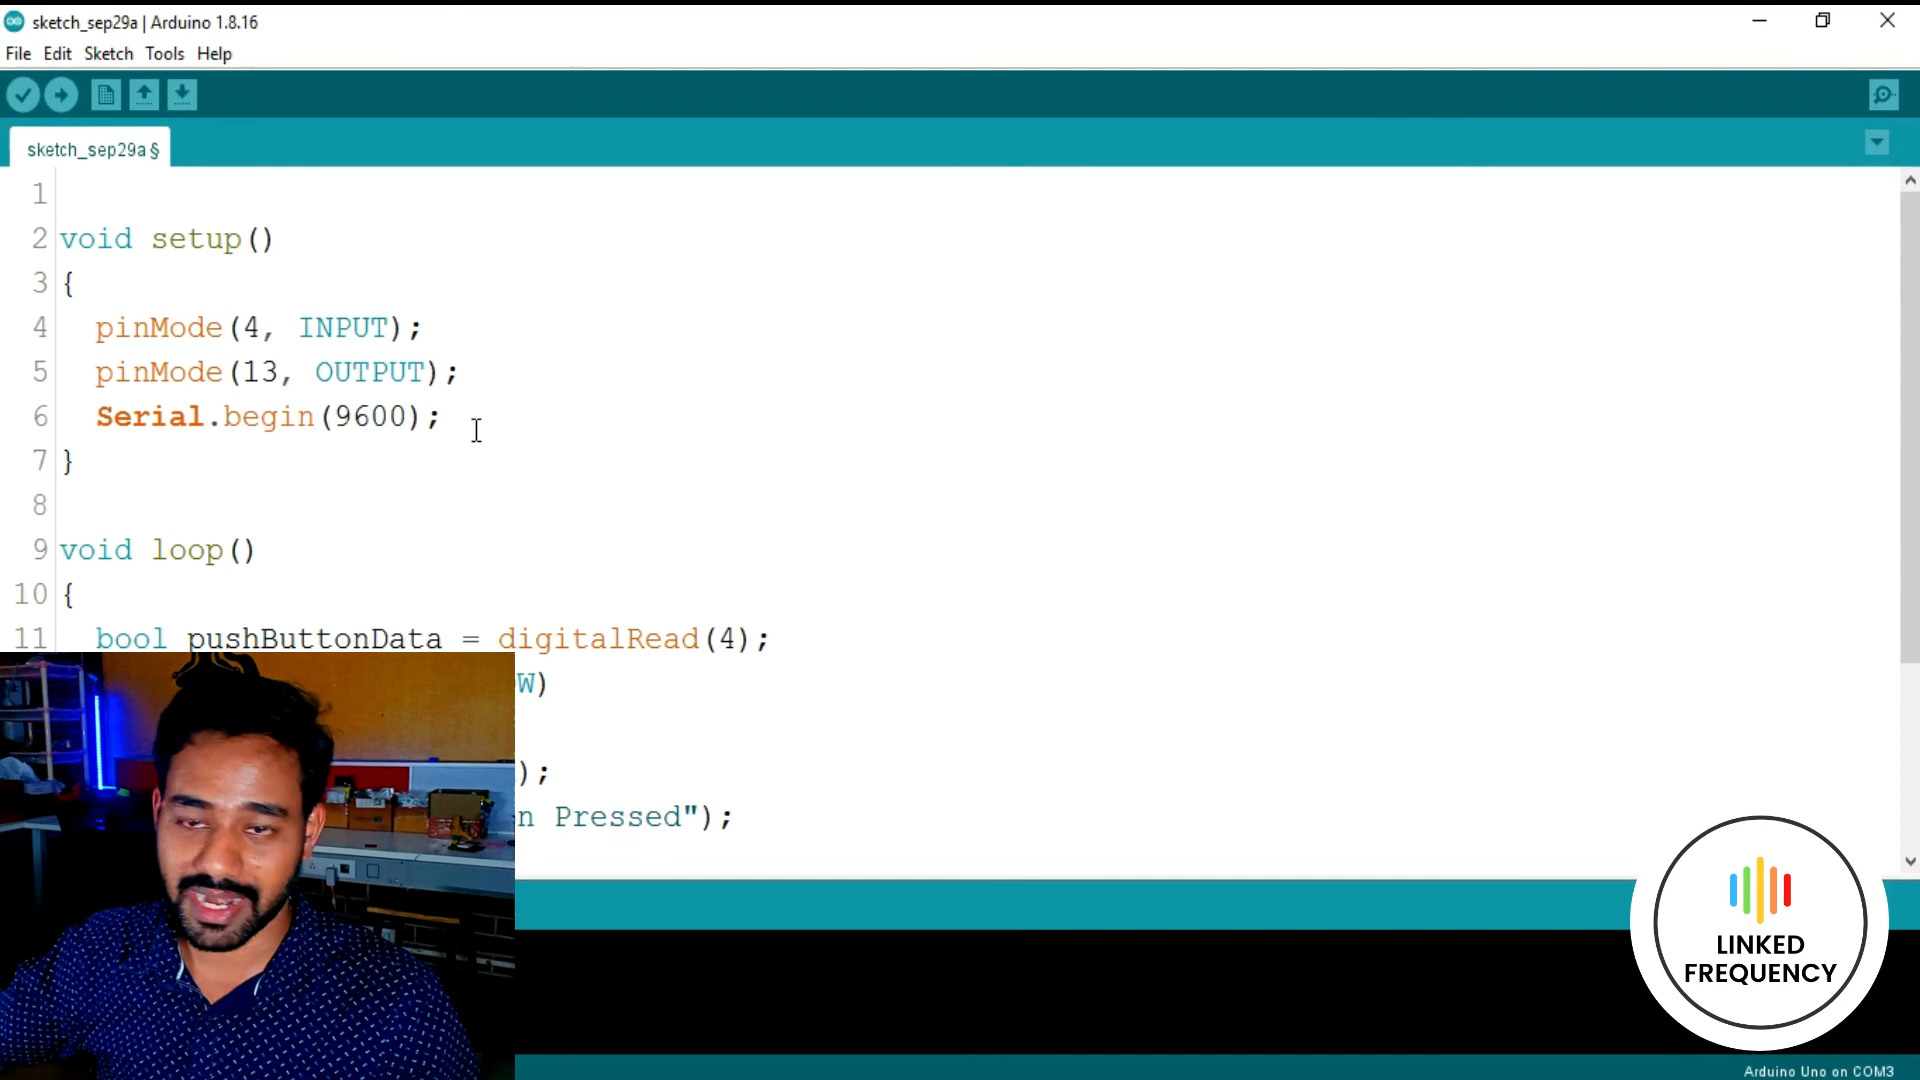 sketch_sep29a | Arduino 1.8.16
File Edit Sketch Tools Help
sketch_sep29a §
1
2 void setup()
3 {
4 pinMode(4, INPUT);
5 pinMode(13, OUTPUT);
6 Serial.begin(9600);
7 }
8
9 void loop()
10 {
11 bool pushButtonData = digitalRead(4);
W)
);
n Pressed");
LINKED
FREQUENCY
Arduino Uno on COM3